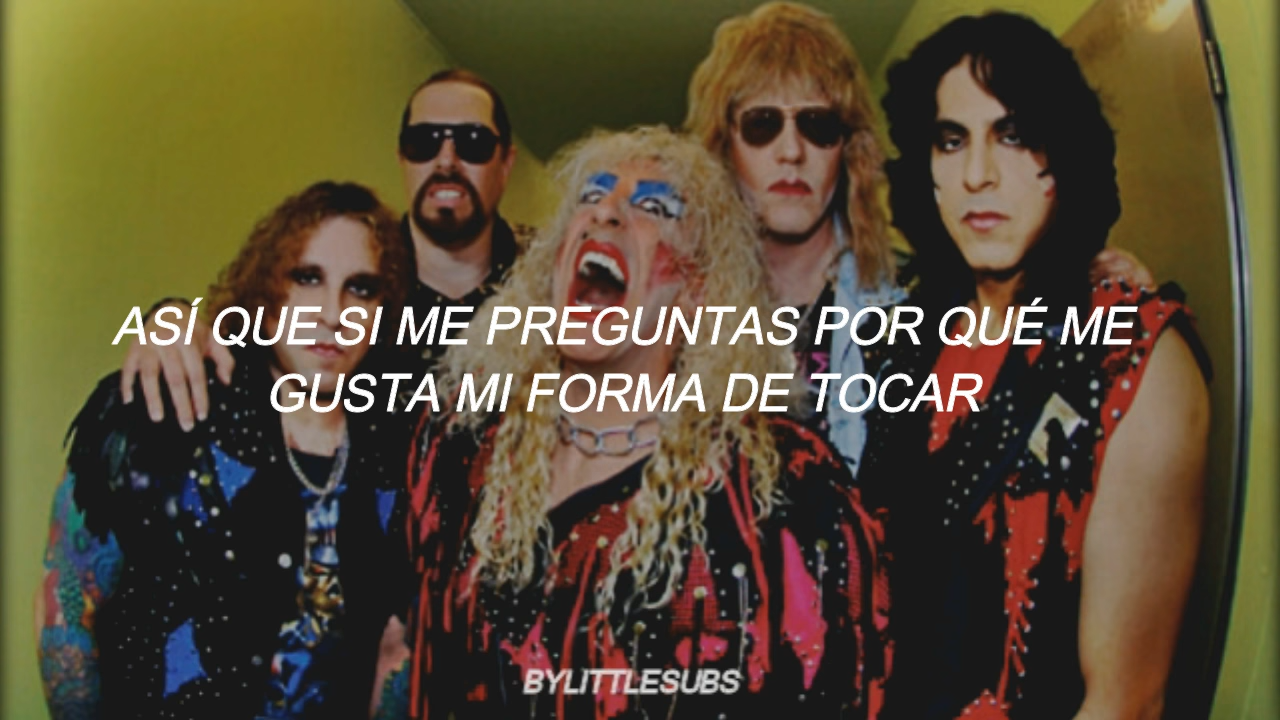 ASÍ QUE SI ME PREGUNTAS POR QUÉ ME
GUSTA MI FORMA DE TOCAR
BYLITTLESUBS